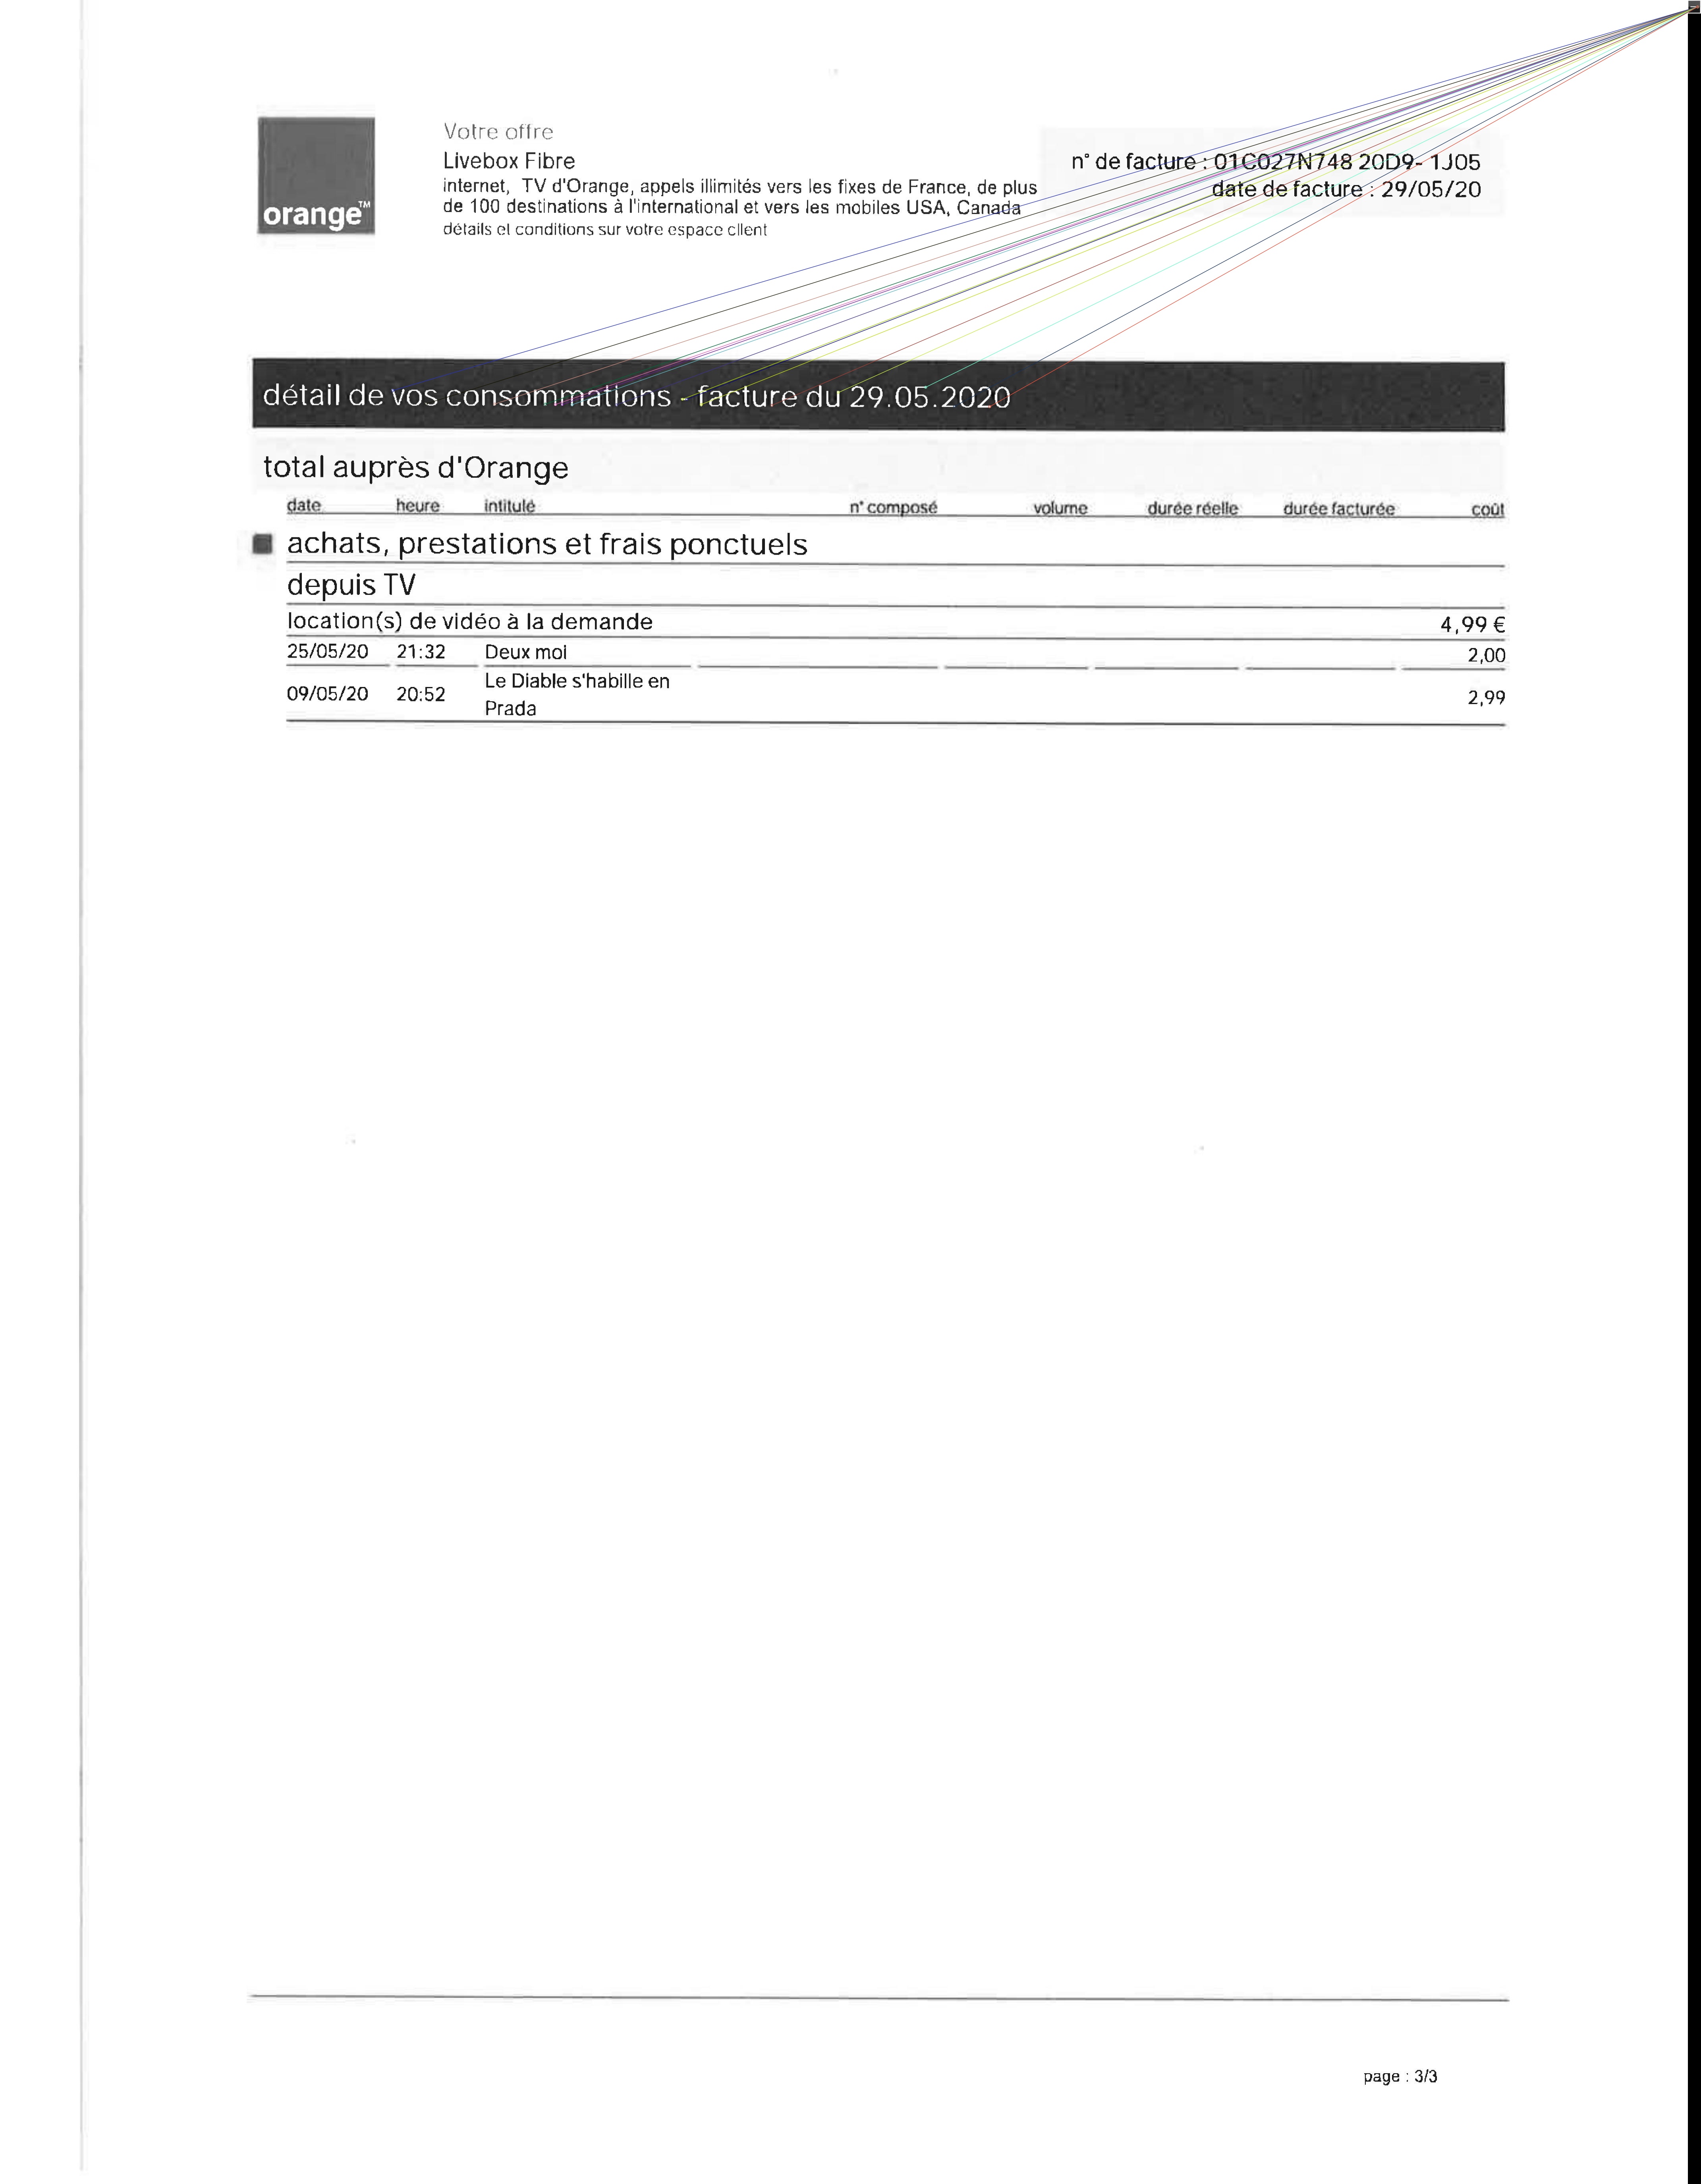 orange™
Votre offre
Livebox Fibre
internet, TV d'Orange, appels illimités vers les fixes de France, de plus
de 100 destinations à l'international et vers les mobiles USA, Canada
détails et conditions sur votre espace client
n° de facture : 01C027N748 20D9- 1J05
date de facture : 29/05/20
détail de vos consommations - facture du 29.05.2020
total auprès d'Orange
date heure intitulé n° composé volume durée réelle durée facturée coût
achats, prestations et frais ponctuels
depuis TV
location(s) de vidéo à la demande 4,99 €
25/05/20 21:32 Deux moi 2,00
09/05/20 20:52 Le Diable s'habille en
Prada 2,99
page : 3/3